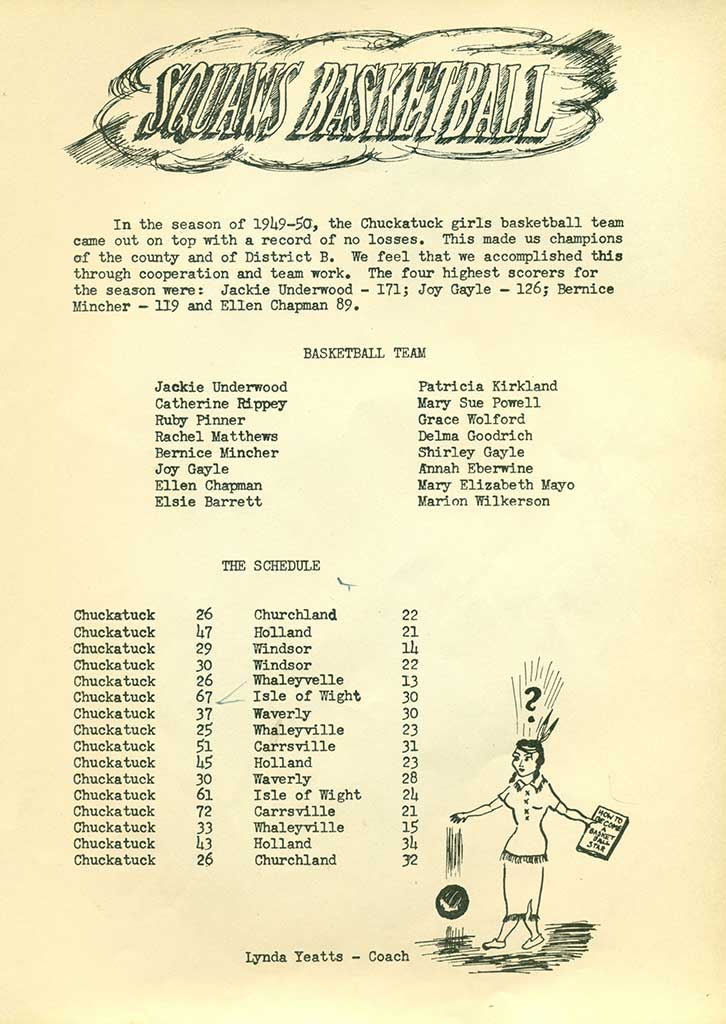 SQUAWS BASKETBALL
In the season of 1949-50, the Chuckatuck girls basketball team
came out on top with a record of no losses. This made us champions
of the county and of District B. We feel that we accomplished this
through cooperation and team work. The four highest scorers for
the season were: Jackie Underwood - 171; Joy Gayle - 126; Bernice
Mincher - 119 and Ellen Chapman 89.
BASKETBALL TEAM
Jackie Underwood Patricia Kirkland
Catherine Rippey Mary Sue Powell
Ruby Pinner Grace Wolford
Rachel Matthews Delma Goodrich
Bernice Mincher Shirley Gayle
Joy Gayle Annah Eberwine
Ellen Chapman Mary Elizabeth Mayo
Elsie Barrett Marion Wilkerson
THE SCHEDULE
Chuckatuck 26 Churchland 22
Chuckatuck 47 Holland 21
Chuckatuck 29 Windsor 14
Chuckatuck 30 Windsor 22
Chuckatuck 26 Whaleyvelle 13
Chuckatuck 67 Isle of Wight 30
Chuckatuck 37 Waverly 30
Chuckatuck 25 Whaleyville 23
Chuckatuck 51 Carrsville 31
Chuckatuck 45 Holland 23
Chuckatuck 30 Waverly 28
Chuckatuck 61 Isle of Wight 24
Chuckatuck 72 Carrsville 21
Chuckatuck 33 Whaleyville 15
Chuckatuck 43 Holland 34
Chuckatuck 26 Churchland 32
?
HOW TO
BECOME
A
BASKET
BALL
STAR
Lynda Yeatts - Coach